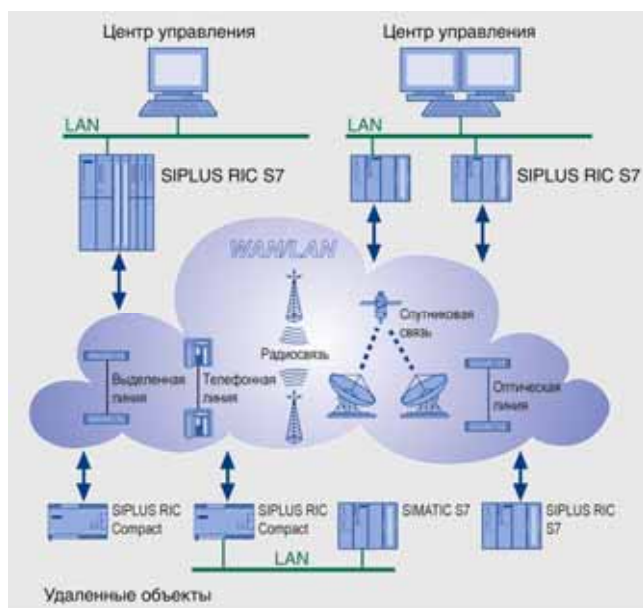 Центр управления
Центр управления
LAN
LAN
SIPLUS RIC S7
SIPLUS RIC S7
WAN/LAN
Спутниковая
связь
Радиосвязь
Выделенная
линия
Телефонная
линия
Оптическая
линия
SIPLUS RIC
Compact
SIPLUS RIC
Compact
SIMATIC S7
SIPLUS RIC
S7
LAN
Удаленные объекты